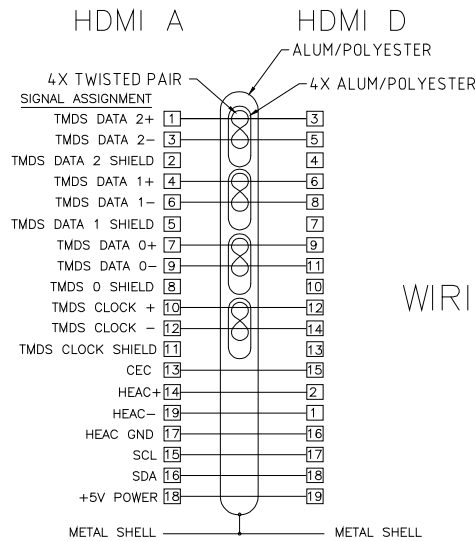 HDMI A HDMI D
ALUM/POLYESTER
4X TWISTED PAIR 4X ALUM/POLYESTER
SIGNAL ASSIGNMENT
TMDS DATA 2+ 1 3
TMDS DATA 2- 3 5
TMDS DATA 2 SHIELD 2 4
TMDS DATA 1+ 4 6
TMDS DATA 1- 6 8
TMDS DATA 1 SHIELD 5 7
TMDS DATA 0+ 7 9
TMDS DATA 0- 9 11
TMDS 0 SHIELD 8 10
WIRI
TMDS CLOCK + 10 12
TMDS CLOCK - 12 14
TMDS CLOCK SHIELD 11 13
CEC 13 15
HEAC+ 14 2
HEAC- 19 1
HEAC GND 17 16
SCL 15 17
SDA 16 18
+5V POWER 18 19
METAL SHELL METAL SHELL